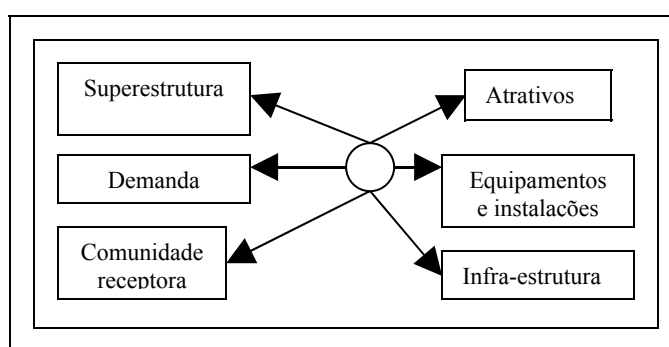 Superestrutura
Atrativos
Demanda
Equipamentos
e instalações
Comunidade
receptora
Infra-estrutura